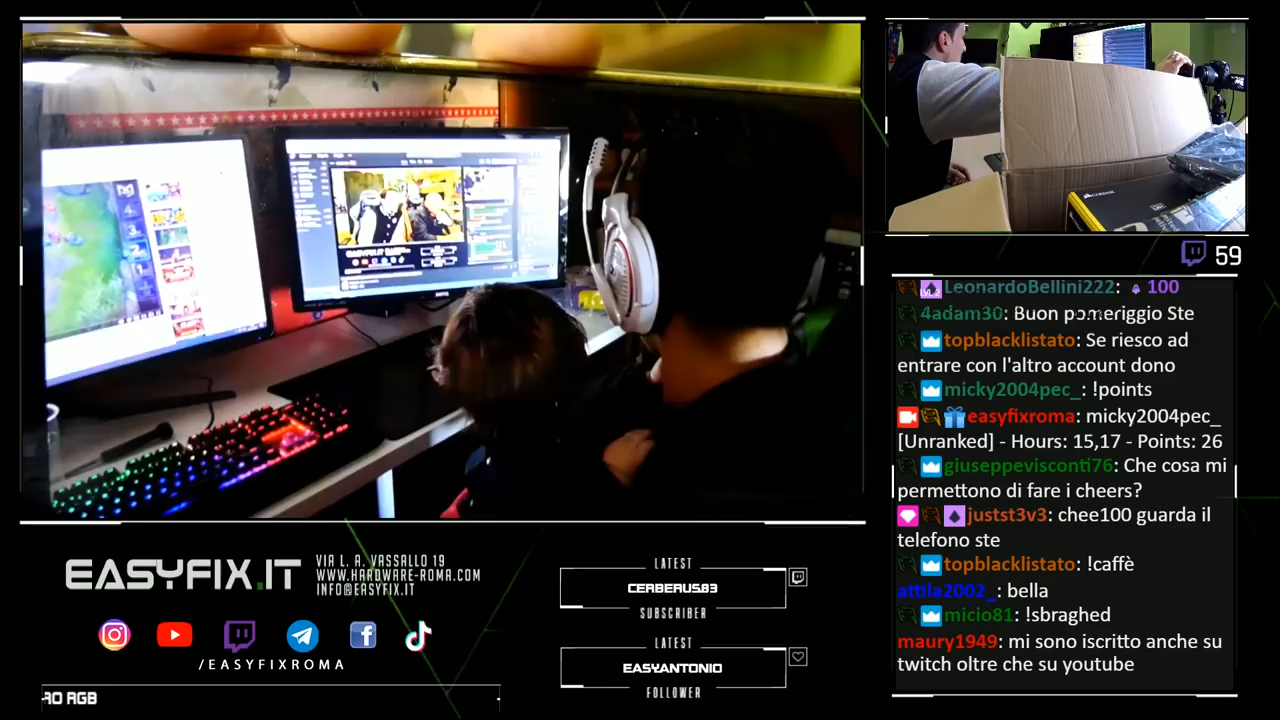 CORSAIR
59
LeonardoBellini222: 100
4adam30: Buon pomeriggio Ste
topblacklistato: Se riesco ad
entrare con l'altro account dono
micky2004pec_: !points
easyfixroma: micky2004pec_
[Unranked] - Hours: 15,17 - Points: 26
giuseppevisconti76: Che cosa mi
permettono di fare i cheers?
justst3v3: chee100 guarda il
telefono ste
topblacklistato: !caffè
attila2002_: bella
micio81: !sbraghed
maury1949: mi sono iscritto anche su
twitch oltre che su youtube
EASYFIX.IT
VIA L. A. VASSALLO 19
WWW.HARDWARE-ROMA.COM
INFO@EASYFIX.IT
/EASYFIXROMA
RO RGB
LATEST
CERBERUS83
SUBSCRIBER
LATEST
EASYANTONIO
FOLLOWER